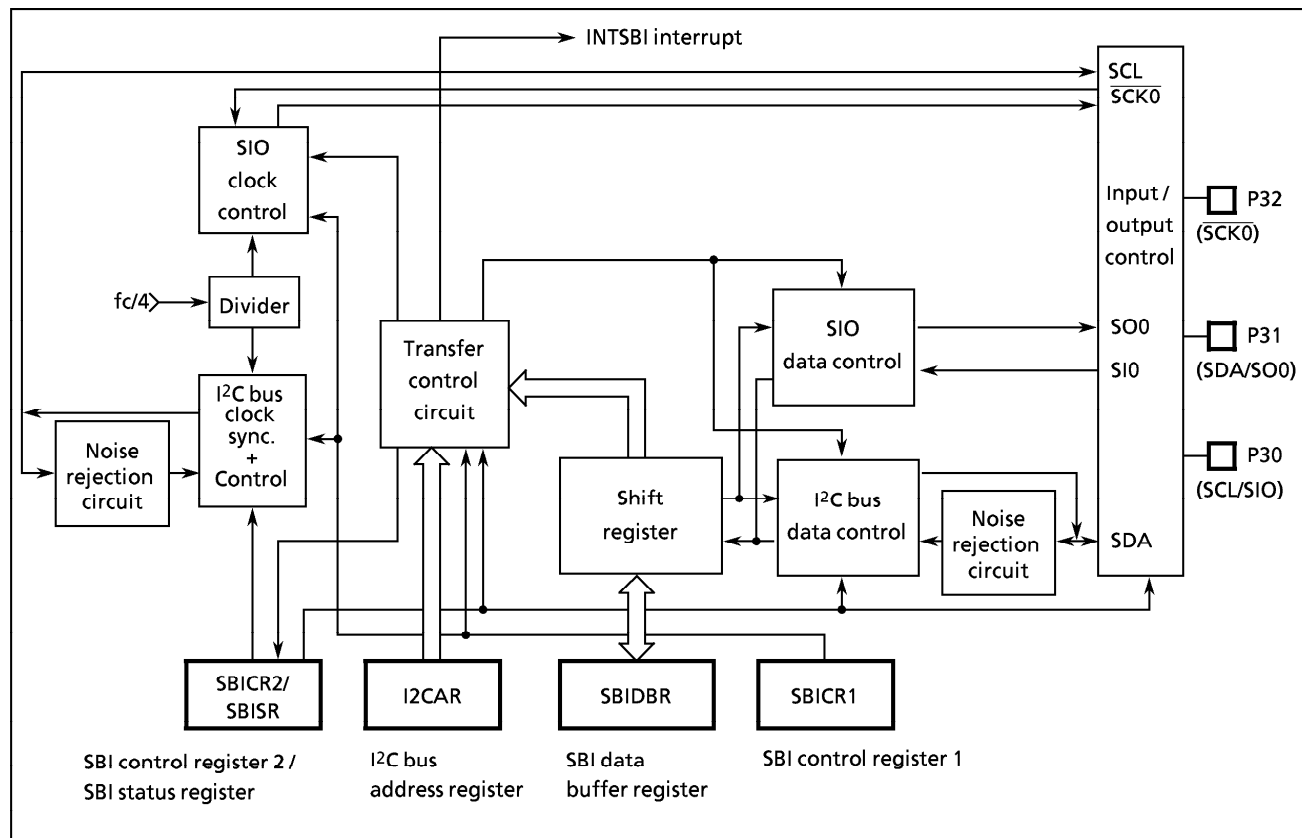 INTSBI interrupt
SCL
SCK0
SIO
clock
control
Input /
output
control
P32
(SCK0)
fc/4
Divider
Transfer
control
circuit
SIO
data control
SO0
SI0
P31
(SDA/SO0)
I²C bus
clock
sync.
+
Control
Noise
rejection
circuit
Shift
register
I²C bus
data control
Noise
rejection
circuit
SDA
P30
(SCL/SIO)
SBICR2/
SBISR
I2CAR
SBIDBR
SBICR1
SBI control register 2 /
SBI status register
I²C bus
address register
SBI data
buffer register
SBI control register 1